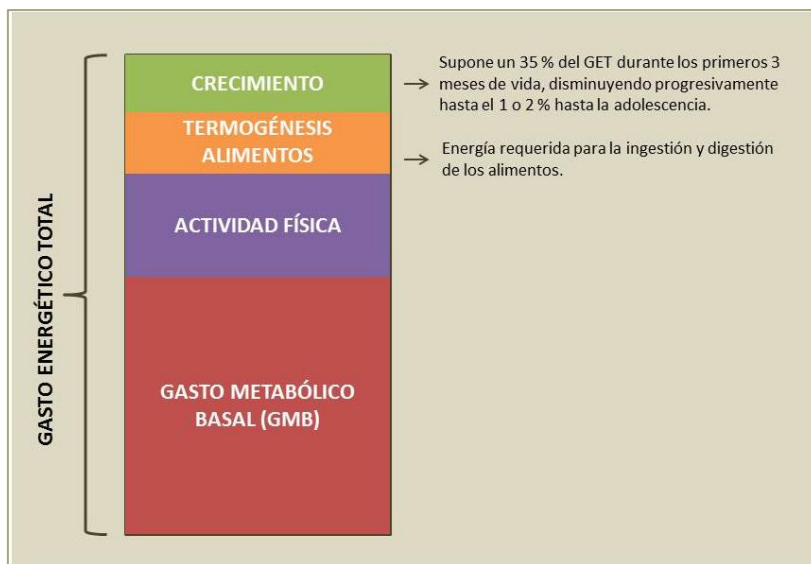 GASTO ENERGÉTICO TOTAL
CRECIMIENTO
Supone un 35 % del GET durante los primeros 3
meses de vida, disminuyendo progresivamente
hasta el 1 o 2 % hasta la adolescencia.
TERMOGÉNESIS
ALIMENTOS
Energía requerida para la ingestión y digestión
de los alimentos.
ACTIVIDAD FÍSICA
GASTO METABÓLICO
BASAL (GMB)